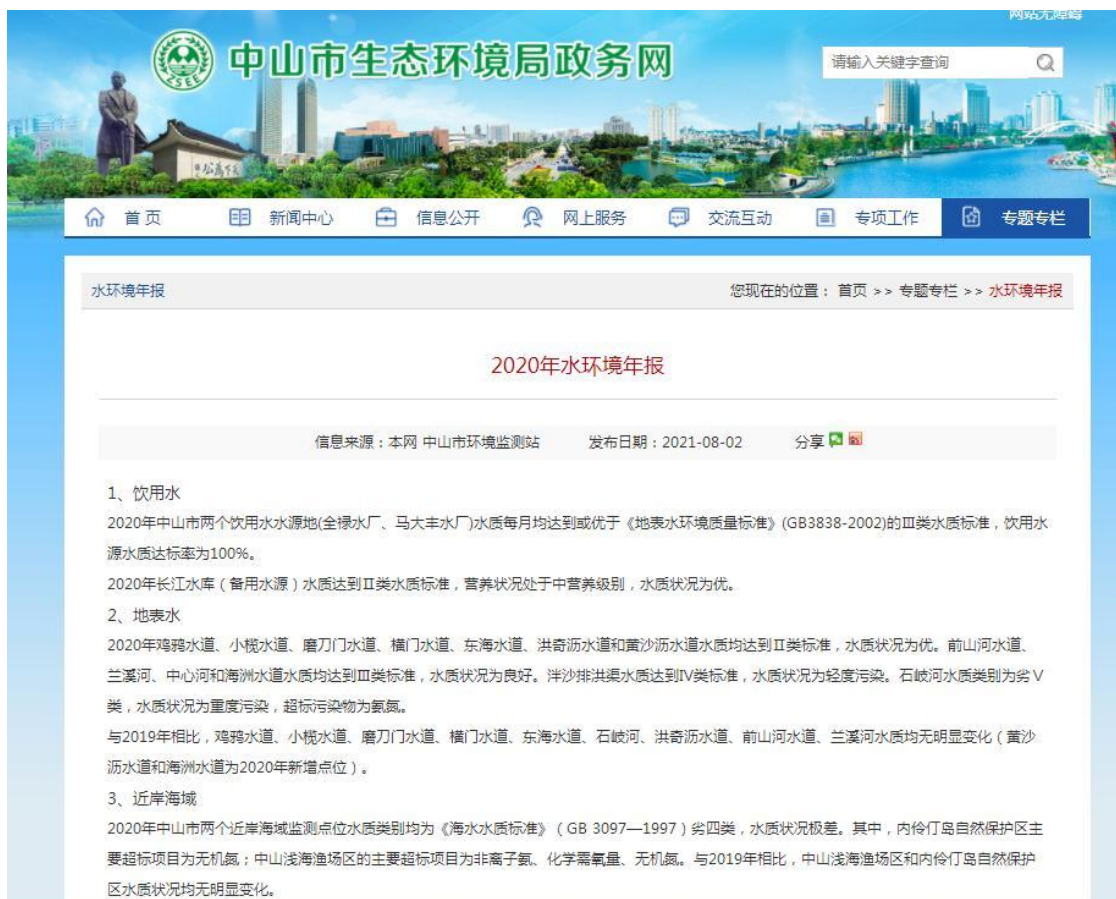 网站无障碍
中山市生态环境局政务网
请输入关键字查询
ZSEE
天下为公
首 页 新闻中心 信息公开 网上服务 交流互动 专项工作 专题专栏
水环境年报 您现在的位置： 首页 >> 专题专栏 >> 水环境年报
2020年水环境年报
信息来源：本网 中山市环境监测站 发布日期：2021-08-02 分享
1、饮用水
2020年中山市两个饮用水水源地(全禄水厂、马大丰水厂)水质每月均达到或优于《地表水环境质量标准》(GB3838-2002)的Ⅲ类水质标准，饮用水
源水质达标率为100%。
2020年长江水库（备用水源）水质达到Ⅱ类水质标准，营养状况处于中营养级别，水质状况为优。
2、地表水
2020年鸡鸦水道、小榄水道、磨刀门水道、横门水道、东海水道、洪奇沥水道和黄沙沥水道水质均达到Ⅱ类标准，水质状况为优。前山河水道、
兰溪河、中心河和海洲水道水质均达到Ⅲ类标准，水质状况为良好。泮沙排洪渠水质达到Ⅳ类标准，水质状况为轻度污染。石岐河水质类别为劣Ⅴ
类，水质状况为重度污染，超标污染物为氨氮。
与2019年相比，鸡鸦水道、小榄水道、磨刀门水道、横门水道、东海水道、石岐河、洪奇沥水道、前山河水道、兰溪河水质均无明显变化（黄沙
沥水道和海洲水道为2020年新增点位）。
3、近岸海域
2020年中山市两个近岸海域监测点位水质类别均为《海水水质标准》（GB 3097—1997）劣四类，水质状况极差。其中，内伶仃岛自然保护区主
要超标项目为无机氮；中山浅海渔场区的主要超标项目为非离子氨、化学需氧量、无机氮。与2019年相比，中山浅海渔场区和内伶仃岛自然保护
区水质状况均无明显变化。